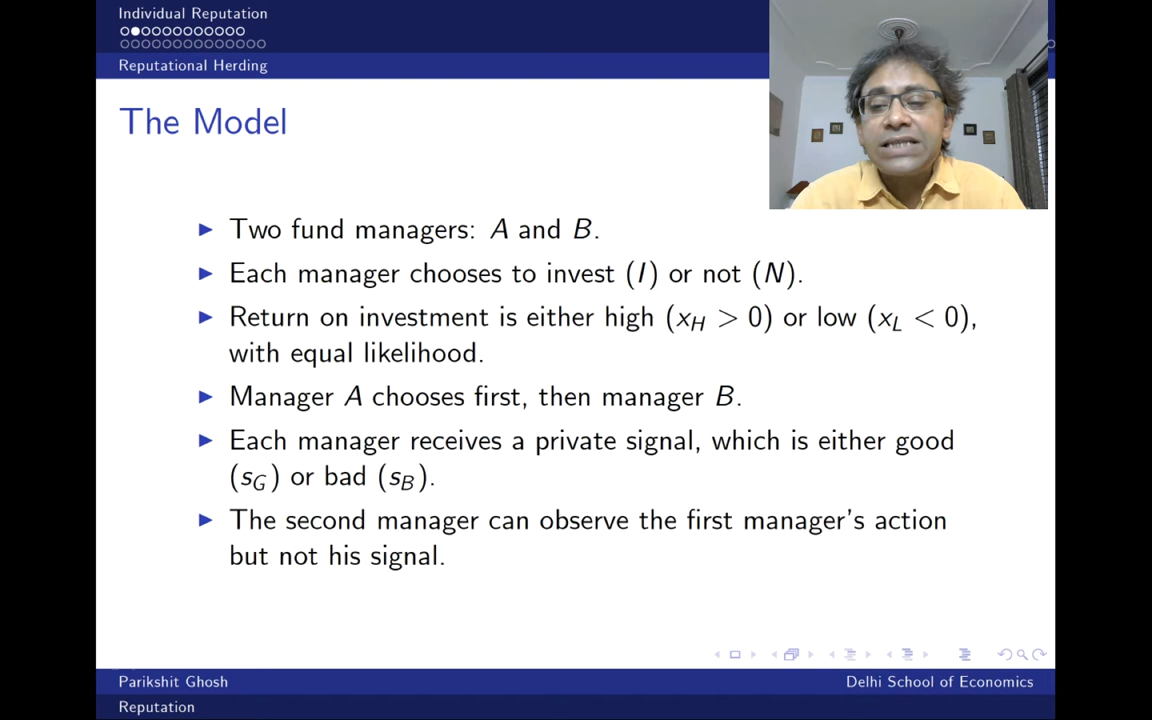 Individual Reputation
Reputational Herding
The Model
▶ Two fund managers: A and B.
▶ Each manager chooses to invest (I) or not (N).
▶ Return on investment is either high (x_H > 0) or low (x_L < 0),
with equal likelihood.
▶ Manager A chooses first, then manager B.
▶ Each manager receives a private signal, which is either good
(s_G) or bad (s_B).
▶ The second manager can observe the first manager's action
but not his signal.
Parikshit Ghosh
Delhi School of Economics
Reputation